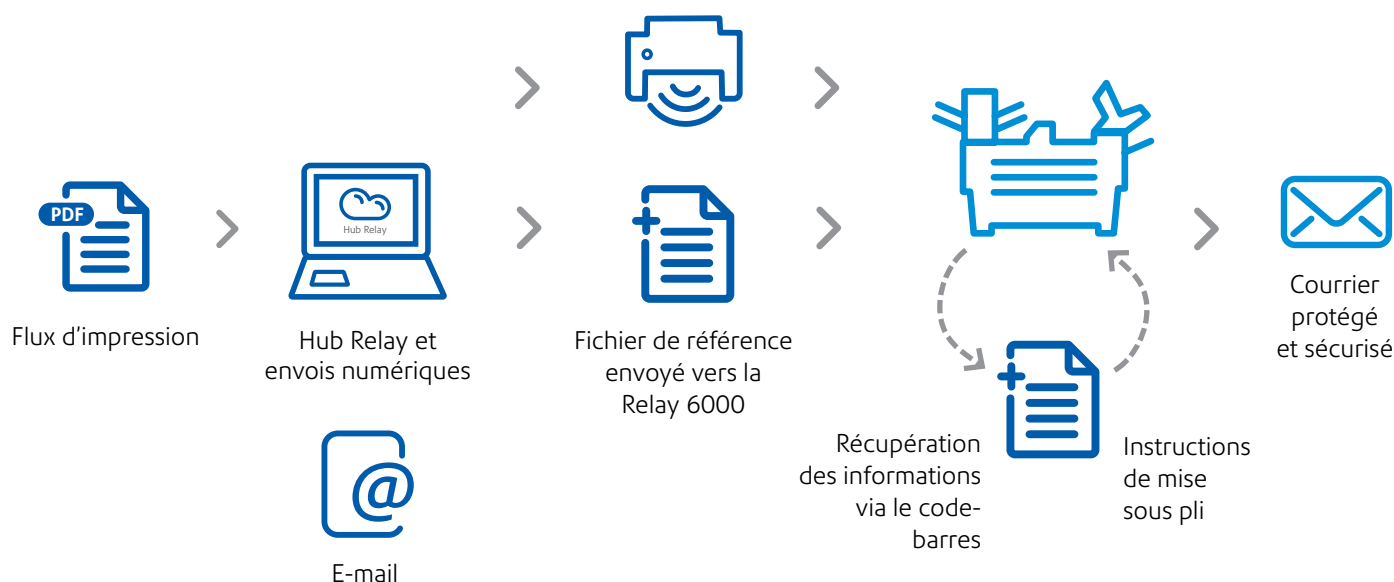 PDF
Flux d'impression
Hub Relay
Hub Relay et
envois numériques
@
E-mail
Fichier de référence
envoyé vers la
Relay 6000
Récupération
des informations
via le code-
barres
Instructions
de mise
sous pli
Courrier
protégé
et sécurisé